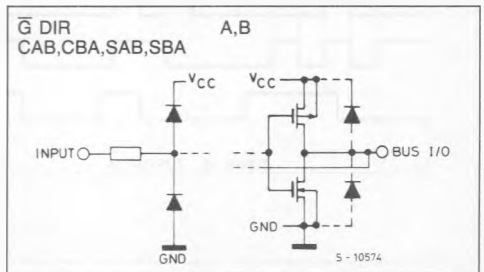 G̅ DIR A,B
CAB,CBA,SAB,SBA
VCC VCC
INPUT BUS I/O
GND
GND
S - 10574